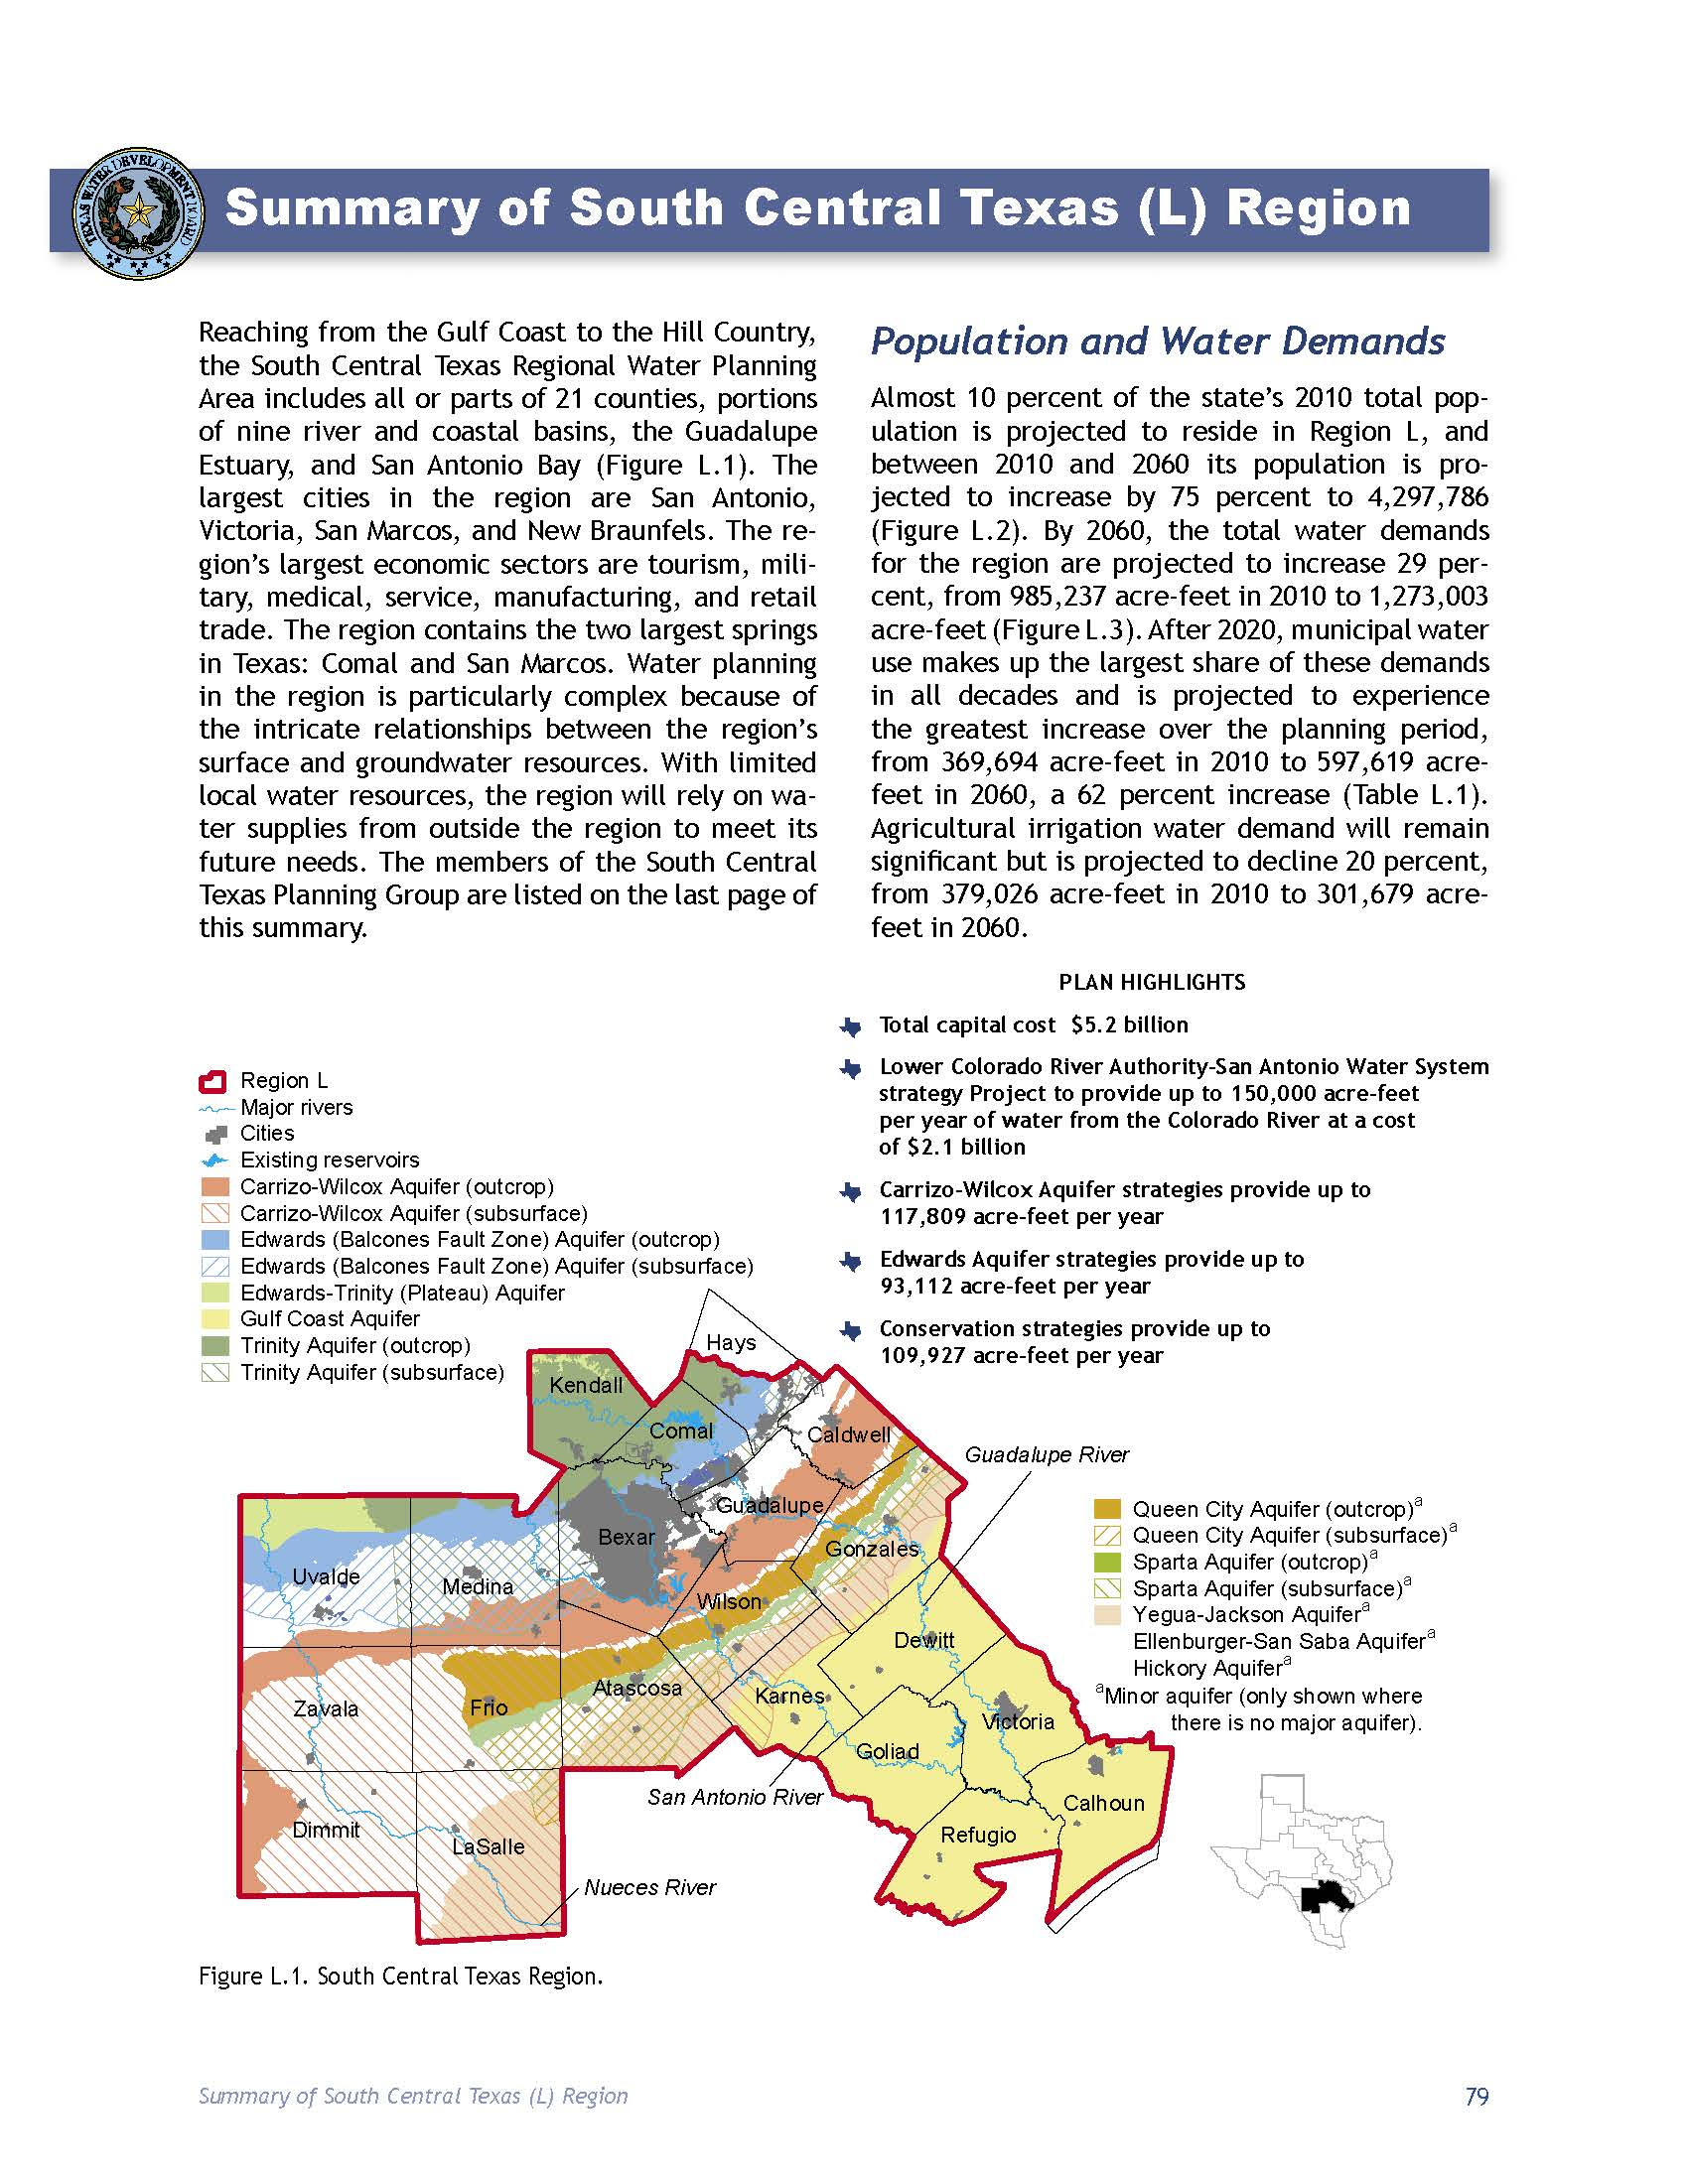 TEXAS WATER DEVELOPMENT BOARD
Summary of South Central Texas (L) Region
Reaching from the Gulf Coast to the Hill Country,
the South Central Texas Regional Water Planning
Area includes all or parts of 21 counties, portions
of nine river and coastal basins, the Guadalupe
Estuary, and San Antonio Bay (Figure L.1). The
largest cities in the region are San Antonio,
Victoria, San Marcos, and New Braunfels. The re-
gion's largest economic sectors are tourism, mili-
tary, medical, service, manufacturing, and retail
trade. The region contains the two largest springs
in Texas: Comal and San Marcos. Water planning
in the region is particularly complex because of
the intricate relationships between the region's
surface and groundwater resources. With limited
local water resources, the region will rely on wa-
ter supplies from outside the region to meet its
future needs. The members of the South Central
Texas Planning Group are listed on the last page of
this summary.
Population and Water Demands
Almost 10 percent of the state's 2010 total pop-
ulation is projected to reside in Region L, and
between 2010 and 2060 its population is pro-
jected to increase by 75 percent to 4,297,786
(Figure L.2). By 2060, the total water demands
for the region are projected to increase 29 per-
cent, from 985,237 acre-feet in 2010 to 1,273,003
acre-feet (Figure L.3). After 2020, municipal water
use makes up the largest share of these demands
in all decades and is projected to experience
the greatest increase over the planning period,
from 369,694 acre-feet in 2010 to 597,619 acre-
feet in 2060, a 62 percent increase (Table L.1).
Agricultural irrigation water demand will remain
significant but is projected to decline 20 percent,
from 379,026 acre-feet in 2010 to 301,679 acre-
feet in 2060.
PLAN HIGHLIGHTS
Total capital cost $5.2 billion
Lower Colorado River Authority-San Antonio Water System
strategy Project to provide up to 150,000 acre-feet
per year of water from the Colorado River at a cost
of $2.1 billion
Carrizo-Wilcox Aquifer strategies provide up to
117,809 acre-feet per year
Edwards Aquifer strategies provide up to
93,112 acre-feet per year
Conservation strategies provide up to
109,927 acre-feet per year
Region L
Major rivers
Cities
Existing reservoirs
Carrizo-Wilcox Aquifer (outcrop)
Carrizo-Wilcox Aquifer (subsurface)
Edwards (Balcones Fault Zone) Aquifer (outcrop)
Edwards (Balcones Fault Zone) Aquifer (subsurface)
Edwards-Trinity (Plateau) Aquifer
Gulf Coast Aquifer
Trinity Aquifer (outcrop)
Trinity Aquifer (subsurface)
Hays
Kendall
Comal
Caldwell
Guadalupe River
Guadalupe
Bexar
Gonzales
Uvalde
Medina
Wilson
Dewitt
Atascosa
Karnes
Zavala
Frio
Victoria
Goliad
San Antonio River
Calhoun
Dimmit
LaSalle
Refugio
Nueces River
Queen City Aquifer (outcrop)a
Queen City Aquifer (subsurface)a
Sparta Aquifer (outcrop)a
Sparta Aquifer (subsurface)a
Yegua-Jackson Aquifera
Ellenburger-San Saba Aquifera
Hickory Aquifera
aMinor aquifer (only shown where
there is no major aquifer).
Figure L.1. South Central Texas Region.
Summary of South Central Texas (L) Region
79